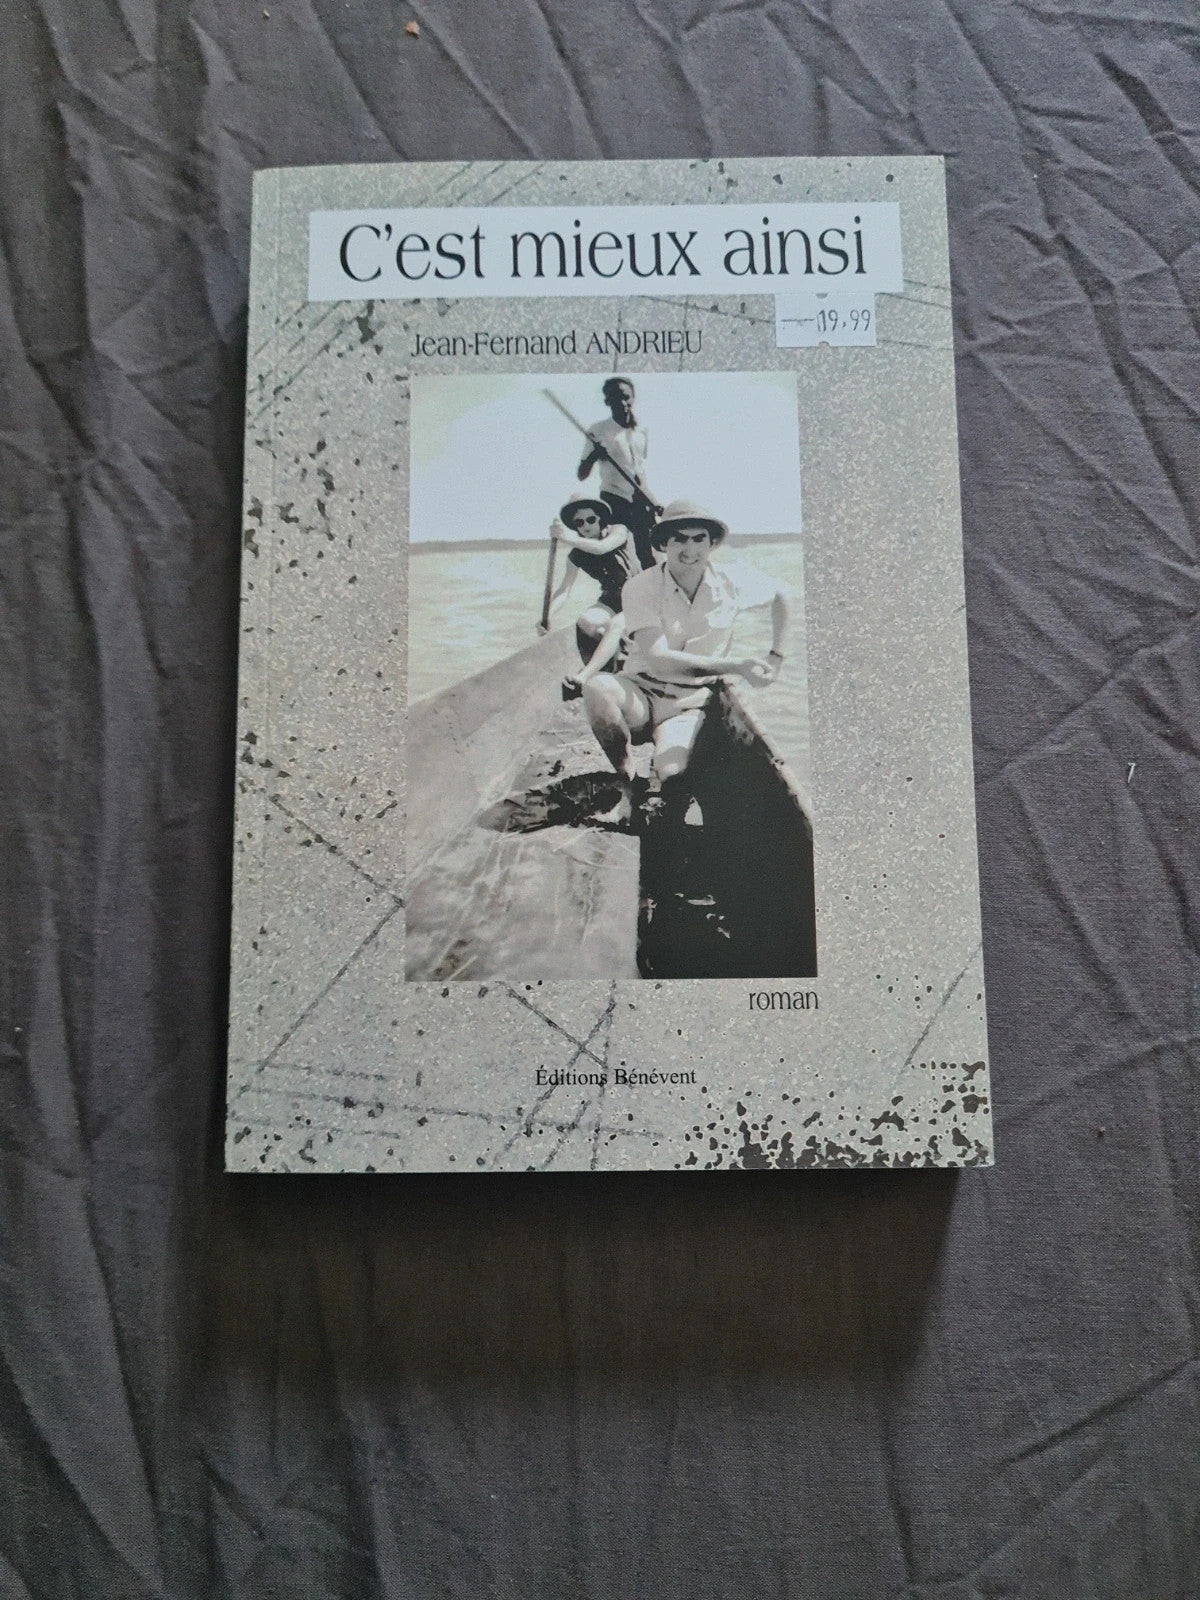 C'est mieux ainsi
19,99
Jean-Fernand ANDRIEU
roman
Éditions Bénévent